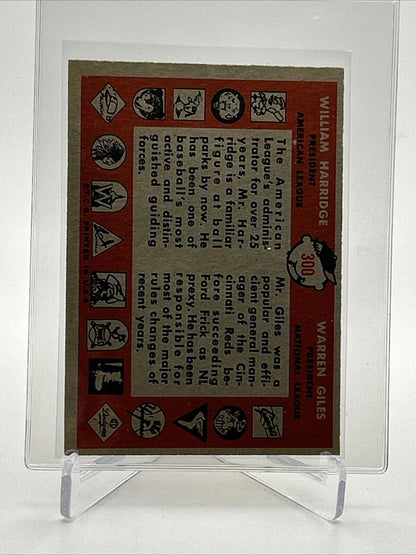 WILLIAM HARRIDGE
PRESIDENT
AMERICAN LEAGUE
300
WARREN GILES
PRESIDENT
NATIONAL LEAGUE
The American
League's adminis-
trator for over 25
years, Mr. Har-
ridge is a familiar
figure at ball
parks by now. He
has been one of
baseball's most
active and distin-
guished guiding
forces.
Mr. Giles was a
popular and effi-
cient general man-
ager of the Cin-
cinnati Reds be-
fore succeeding
Ford Frick as NL
prexy. He has been
responsible for
most of the major
rules changes of
recent years.
©T.C.G. PRINTED IN U.S.A.